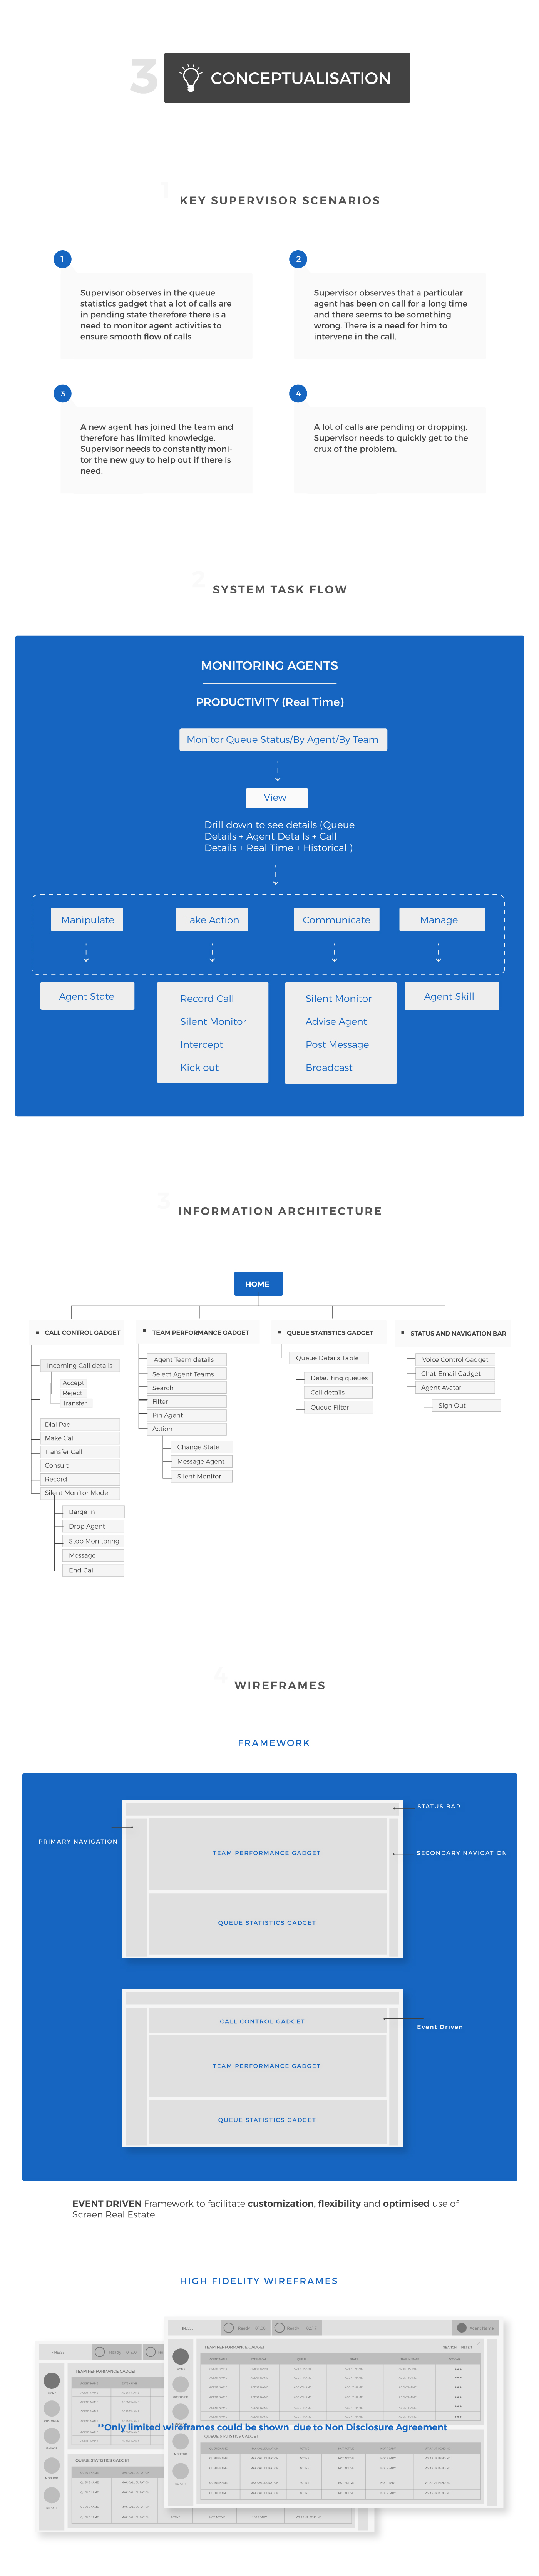 3
CONCEPTUALISATION
1
KEY SUPERVISOR SCENARIOS
1
Supervisor observes in the queue
statistics gadget that a lot of calls are
in pending state therefore there is a
need to monitor agent activities to
ensure smooth flow of calls
2
Supervisor observes that a particular
agent has been on call for a long time
and there seems to be something
wrong. There is a need for him to
intervene in the call.
3
A new agent has joined the team and
therefore has limited knowledge.
Supervisor needs to constantly moni-
tor the new guy to help out if there is
need.
4
A lot of calls are pending or dropping.
Supervisor needs to quickly get to the
crux of the problem.
2
SYSTEM TASK FLOW
MONITORING AGENTS
PRODUCTIVITY (Real Time)
Monitor Queue Status/By Agent/By Team
View
Drill down to see details (Queue
Details + Agent Details + Call
Details + Real Time + Historical )
Manipulate
Take Action
Communicate
Manage
Agent State
Record Call
Silent Monitor
Intercept
Kick out
Silent Monitor
Advise Agent
Post Message
Broadcast
Agent Skill
3
INFORMATION ARCHITECTURE
HOME
CALL CONTROL GADGET
Incoming Call details
Accept
Reject
Transfer
Dial Pad
Make Call
Transfer Call
Consult
Record
Silent Monitor Mode
Barge In
Drop Agent
Stop Monitoring
Message
End Call
TEAM PERFORMANCE GADGET
Agent Team details
Select Agent Teams
Search
Filter
Pin Agent
Action
Change State
Message Agent
Silent Monitor
QUEUE STATISTICS GADGET
Queue Details Table
Defaulting queues
Cell details
Queue Filter
STATUS AND NAVIGATION BAR
Voice Control Gadget
Chat-Email Gadget
Agent Avatar
Sign Out
4
WIREFRAMES
FRAMEWORK
STATUS BAR
PRIMARY NAVIGATION
TEAM PERFORMANCE GADGET
SECONDARY NAVIGATION
QUEUE STATISTICS GADGET
CALL CONTROL GADGET
Event Driven
TEAM PERFORMANCE GADGET
QUEUE STATISTICS GADGET
EVENT DRIVEN Framework to facilitate customization, flexibility and optimised use of
Screen Real Estate
HIGH FIDELITY WIREFRAMES
TEAM PERFORMANCE GADGET
QUEUE STATISTICS GADGET
Ready
Ready
Agent Name
TEAM PERFORMANCE GADGET
**Only limited wireframes could be shown due to Non Disclosure Agreement
QUEUE STATISTICS GADGET